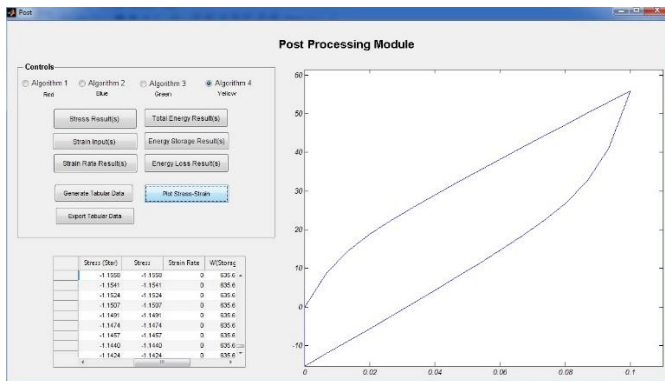 Post
Post Processing Module
Controls
Algorithm 1 Algorithm 2 Algorithm 3 Algorithm 4
Red Blue Green Yellow
Stress Result(s) Total Energy Result(s)
Strain Input(s) Energy Storage Result(s)
Strain Rate Result(s) Energy Loss Result(s)
Generate Tabular Data Plot Stress-Strain
Export Tabular Data
Stress (Star) Stress Strain Rate W(Storag
-1.1558 -1.1558 0 635.6
-1.1541 -1.1541 0 635.6
-1.1524 -1.1524 0 635.6
-1.1507 -1.1507 0 635.6
-1.1491 -1.1491 0 635.6
-1.1474 -1.1474 0 635.6
-1.1457 -1.1457 0 635.6
-1.1440 -1.1440 0 635.6
-1.1424 -1.1424 0 635.6
60
50
40
30
20
10
0
-10
0 0.02 0.04 0.06 0.08 0.1